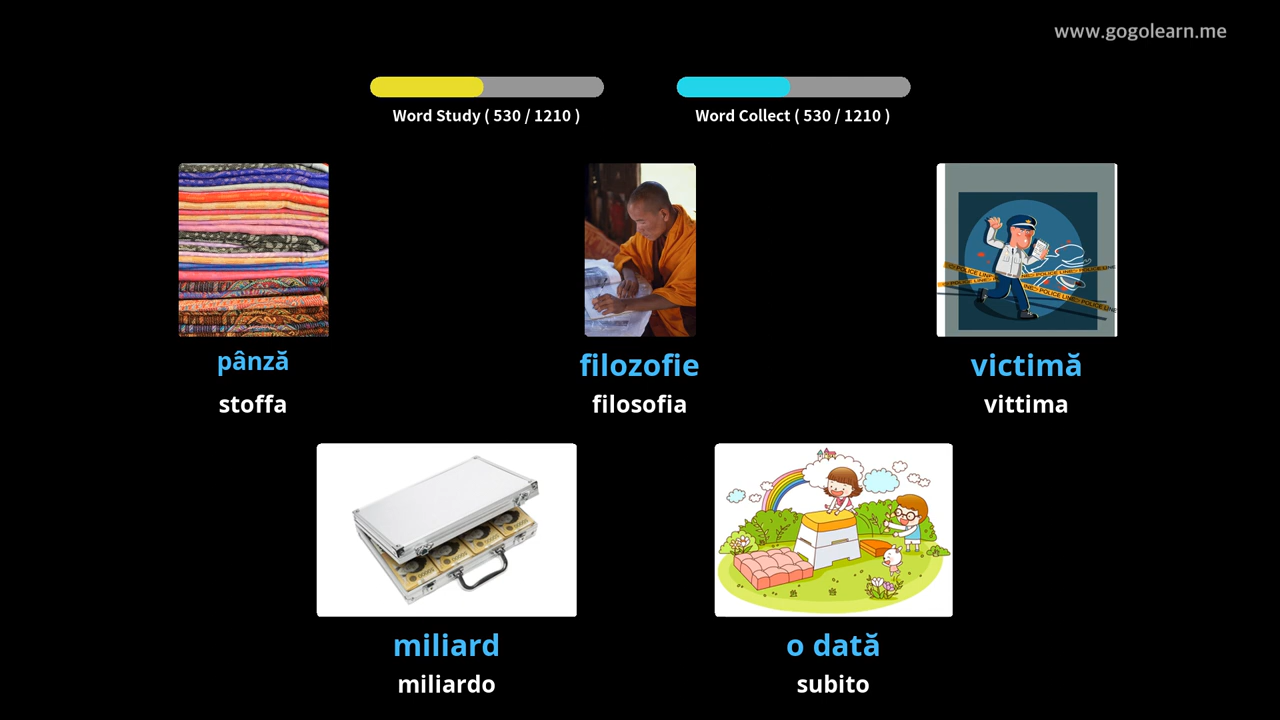 www.gogolearn.me
Word Study ( 530 / 1210 )
Word Collect ( 530 / 1210 )
pânză
stoffa
filozofie
filosofia
victimă
vittima
miliard
miliardo
o dată
subito